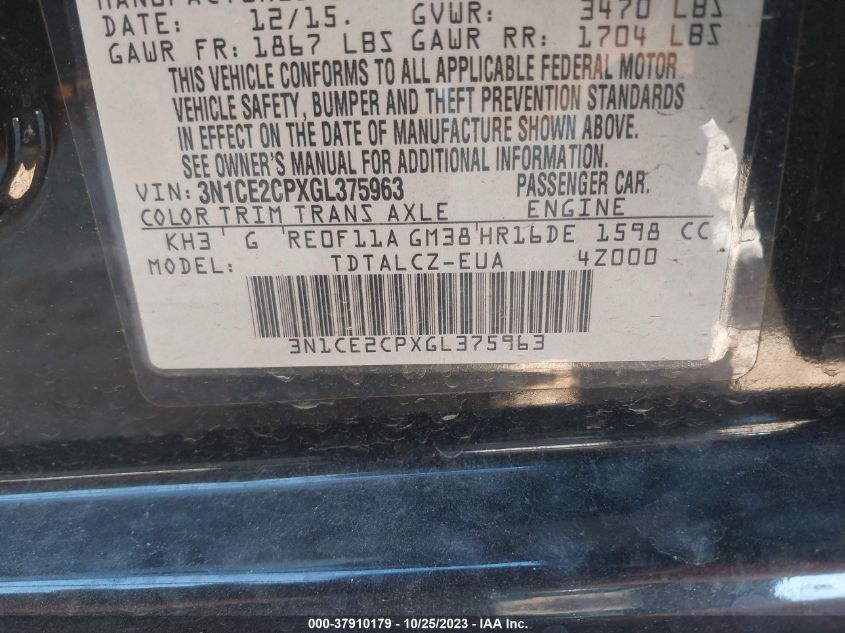 DATE: 12/15. GVWR: 3470 LBS
GAWR FR: 1867 LBS GAWR RR: 1704 LBS
THIS VEHICLE CONFORMS TO ALL APPLICABLE FEDERAL MOTOR
VEHICLE SAFETY, BUMPER AND THEFT PREVENTION STANDARDS
IN EFFECT ON THE DATE OF MANUFACTURE SHOWN ABOVE.
SEE OWNER'S MANUAL FOR ADDITIONAL INFORMATION.
VIN: 3N1CE2CPXGL375963 PASSENGER CAR.
COLOR TRIM TRANS AXLE ENGINE
KH3 G RE0F11A GM38 HR16DE 1598 CC
MODEL: TDTALCZ-EUA 4Z000
3N1CE2CPXGL375963
000-37910179 • 10/25/2023 • IAAI.com